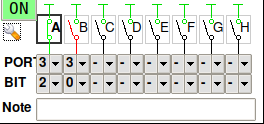 ON
A B C D E F G H
PORT 3 3 - - - - - -
BIT 2 0 - - - - - -
Note